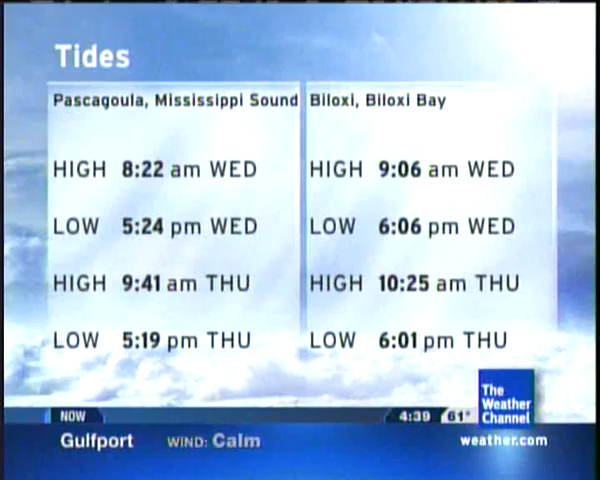 Tides
Pascagoula, Mississippi Sound
HIGH 8:22 am WED
LOW 5:24 pm WED
HIGH 9:41 am THU
LOW 5:19 pm THU
Biloxi, Biloxi Bay
HIGH 9:06 am WED
LOW 6:06 pm WED
HIGH 10:25 am THU
LOW 6:01 pm THU
The
Weather
Channel
NOW
4:39 61°
Gulfport WIND: Calm
weather.com